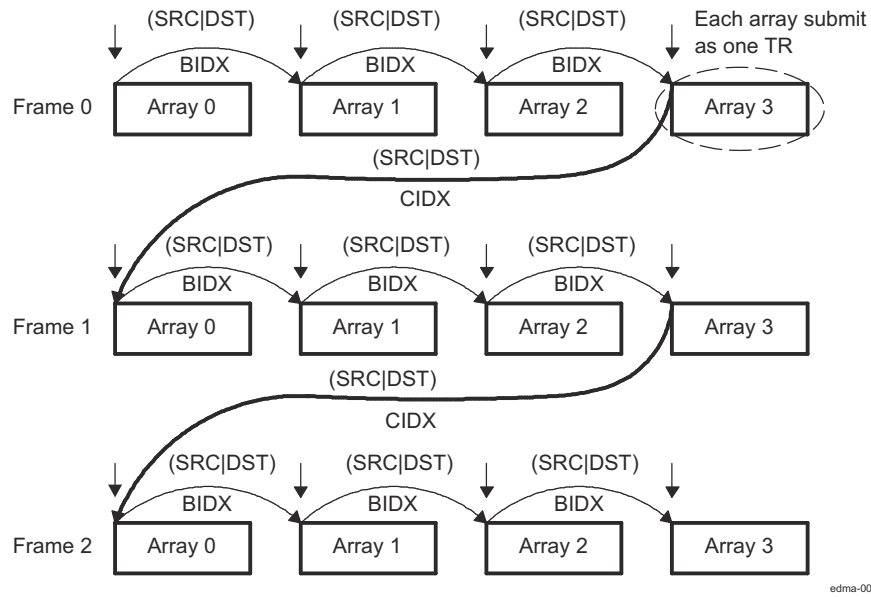 (SRC|DST) (SRC|DST) (SRC|DST) Each array submit
as one TR
BIDX BIDX BIDX
Frame 0 Array 0 Array 1 Array 2 Array 3
(SRC|DST)
CIDX
(SRC|DST) (SRC|DST) (SRC|DST)
BIDX BIDX BIDX
Frame 1 Array 0 Array 1 Array 2 Array 3
(SRC|DST)
CIDX
(SRC|DST) (SRC|DST) (SRC|DST)
BIDX BIDX BIDX
Frame 2 Array 0 Array 1 Array 2 Array 3
edma-00